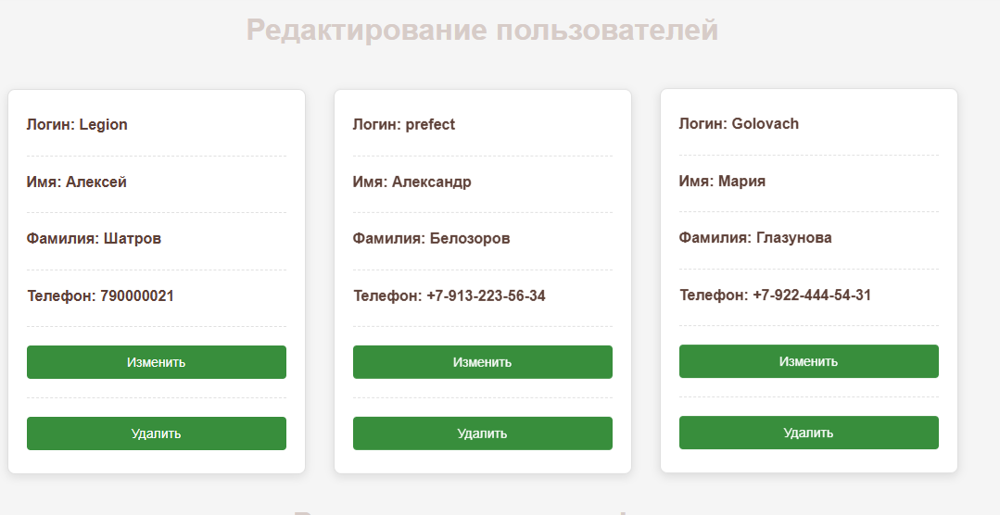 Редактирование пользователей
Логин: Legion
Имя: Алексей
Фамилия: Шатров
Телефон: 790000021
Изменить
Удалить
Логин: prefect
Имя: Александр
Фамилия: Белозоров
Телефон: +7-913-223-56-34
Изменить
Удалить
Логин: Golovach
Имя: Мария
Фамилия: Глазунова
Телефон: +7-922-444-54-31
Изменить
Удалить